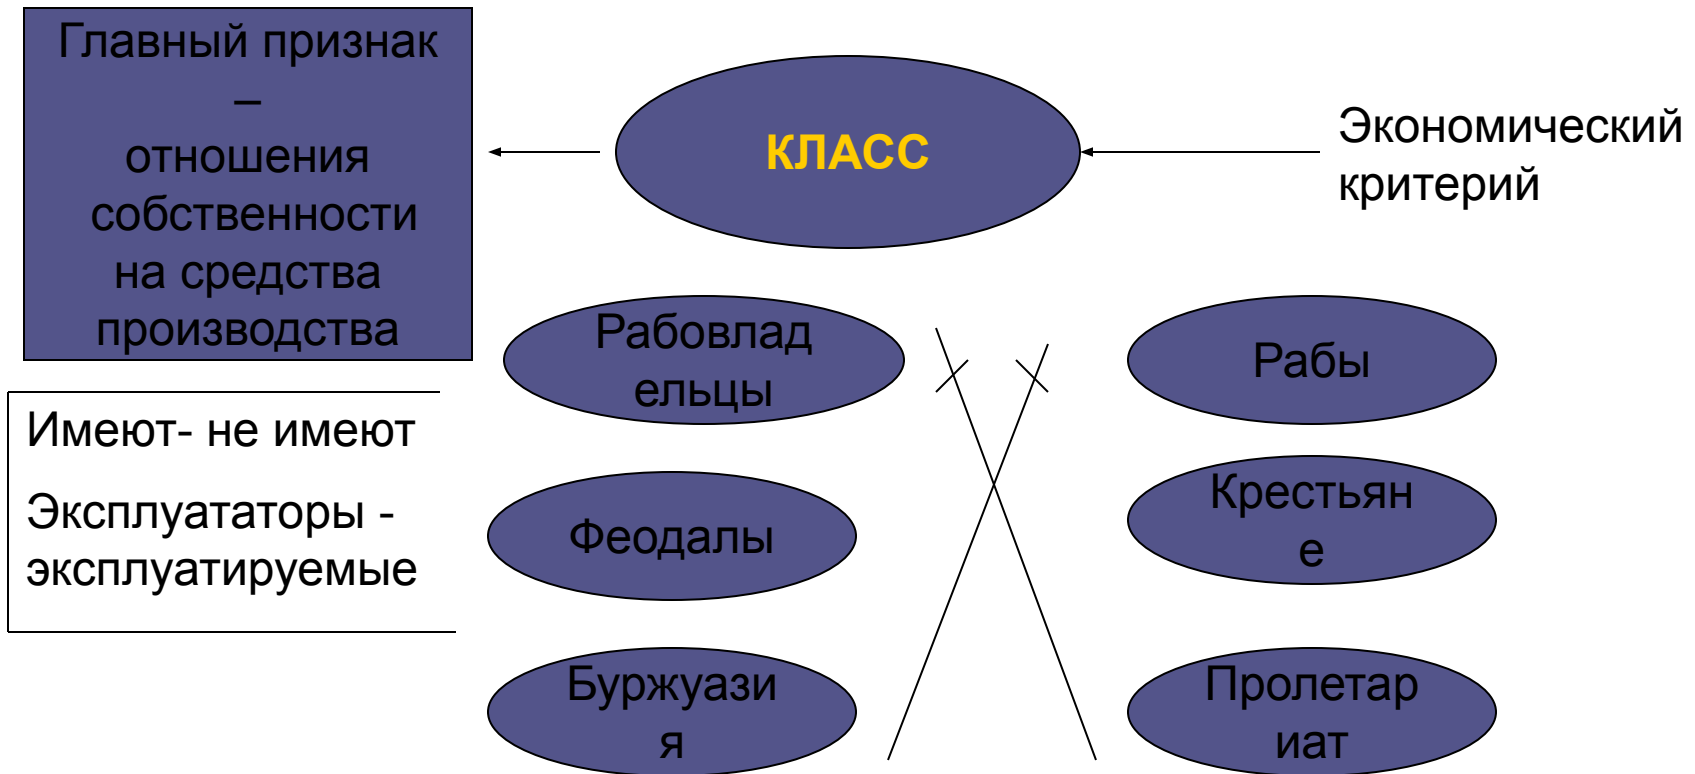 Главный признак
–
отношения
собственности
на средства
производства
КЛАСС
Экономический
критерий
Имеют- не имеют
Эксплуататоры -
эксплуатируемые
Рабовлад
ельцы
Рабы
Феодалы
Крестьян
е
Буржуази
я
Пролетар
иат